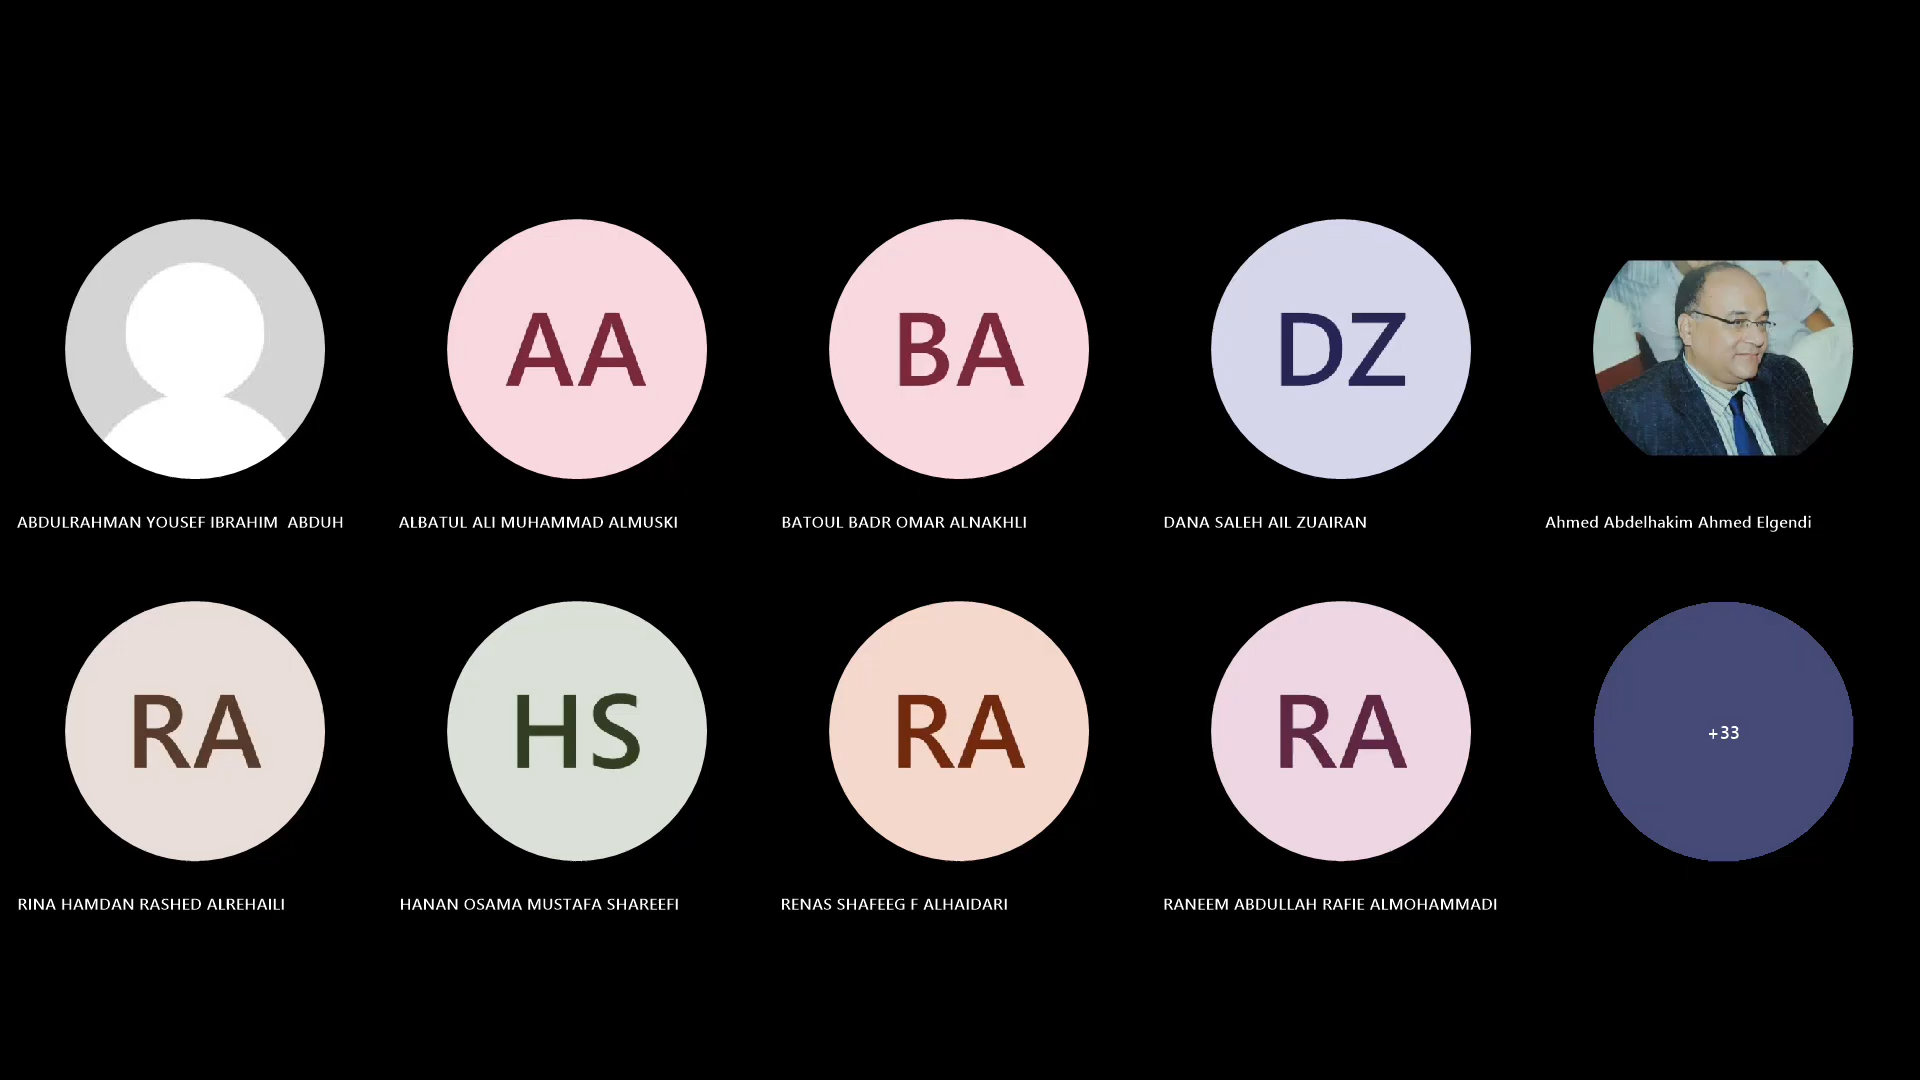 AA
BA
DZ
ABDULRAHMAN YOUSEF IBRAHIM  ABDUH
ALBATUL ALI MUHAMMAD ALMUSKI
BATOUL BADR OMAR ALNAKHLI
DANA SALEH AIL ZUAIRAN
Ahmed Abdelhakim Ahmed Elgendi
RA
HS
RA
RA
+33
RINA HAMDAN RASHED ALREHAILI
HANAN OSAMA MUSTAFA SHAREEFI
RENAS SHAFEEG F ALHAIDARI
RANEEM ABDULLAH RAFIE ALMOHAMMADI